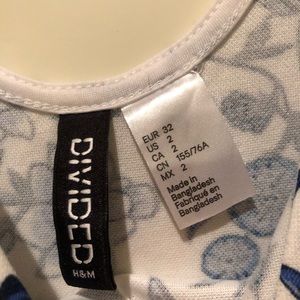 DIVIDED
H&M
EUR 32
US 2
CA 2
CN 155/76A
MX 2
Made in
Bangladesh
Fabriqué en
Bangladesh